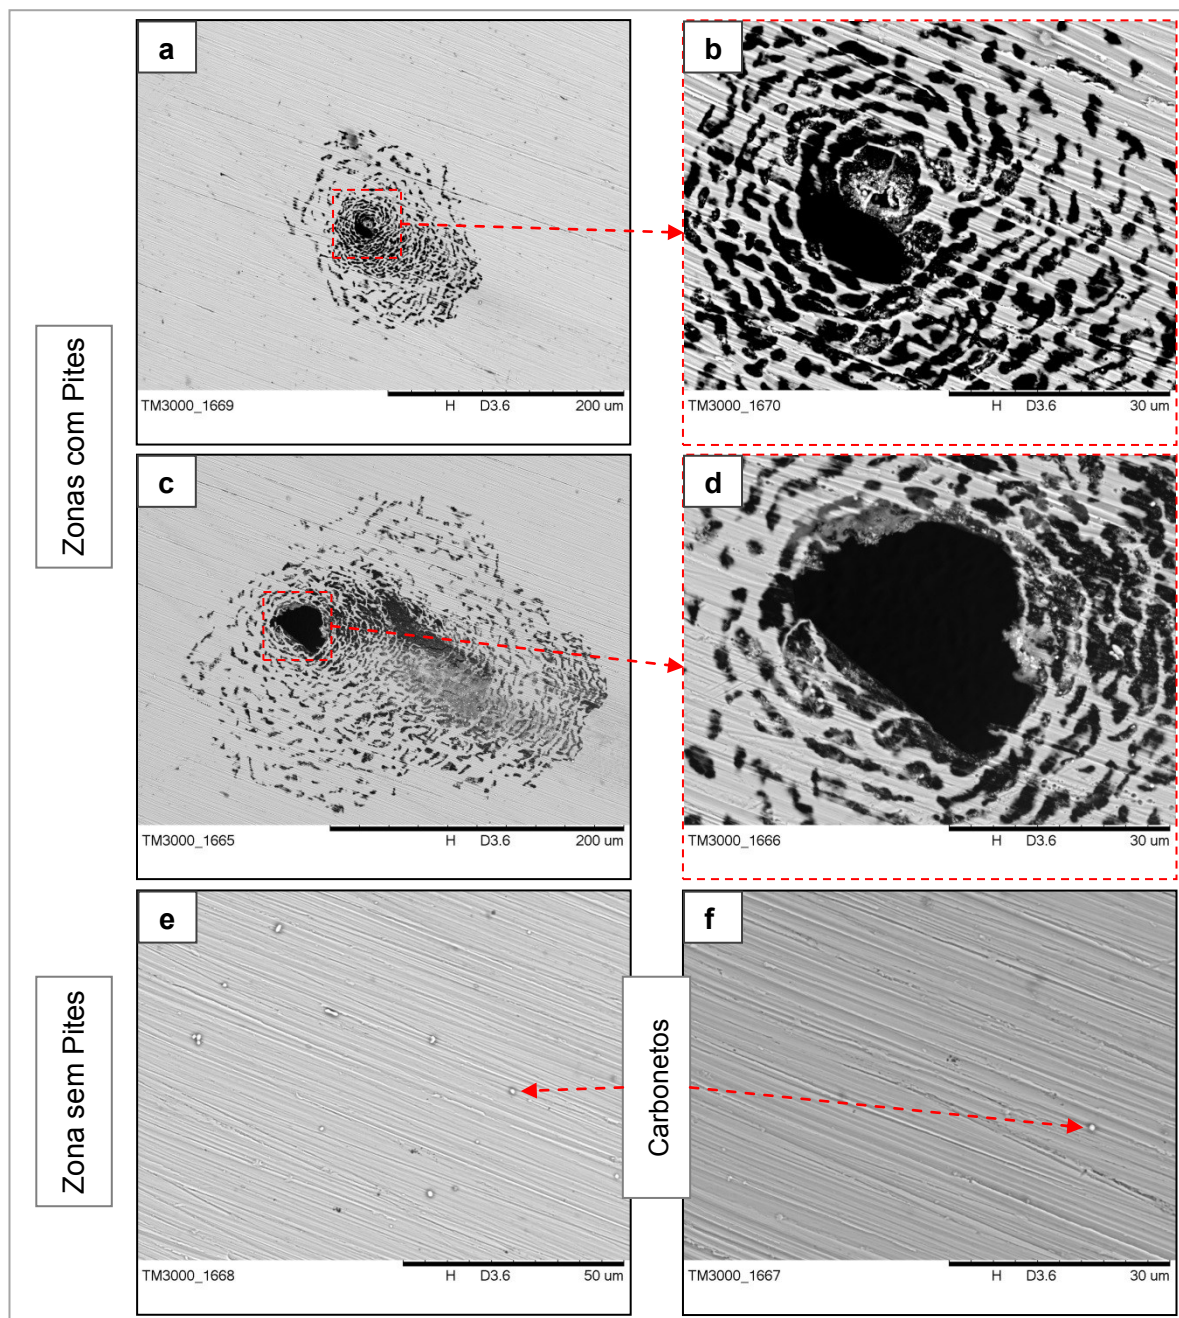 a
b
TM3000_1669 H D3.6 200 um
TM3000_1670 H D3.6 30 um
Zonas com Pites
c
d
TM3000_1665 H D3.6 200 um
TM3000_1666 H D3.6 30 um
e
f
Zona sem Pites
Carbonetos
TM3000_1668 H D3.6 50 um
TM3000_1667 H D3.6 30 um